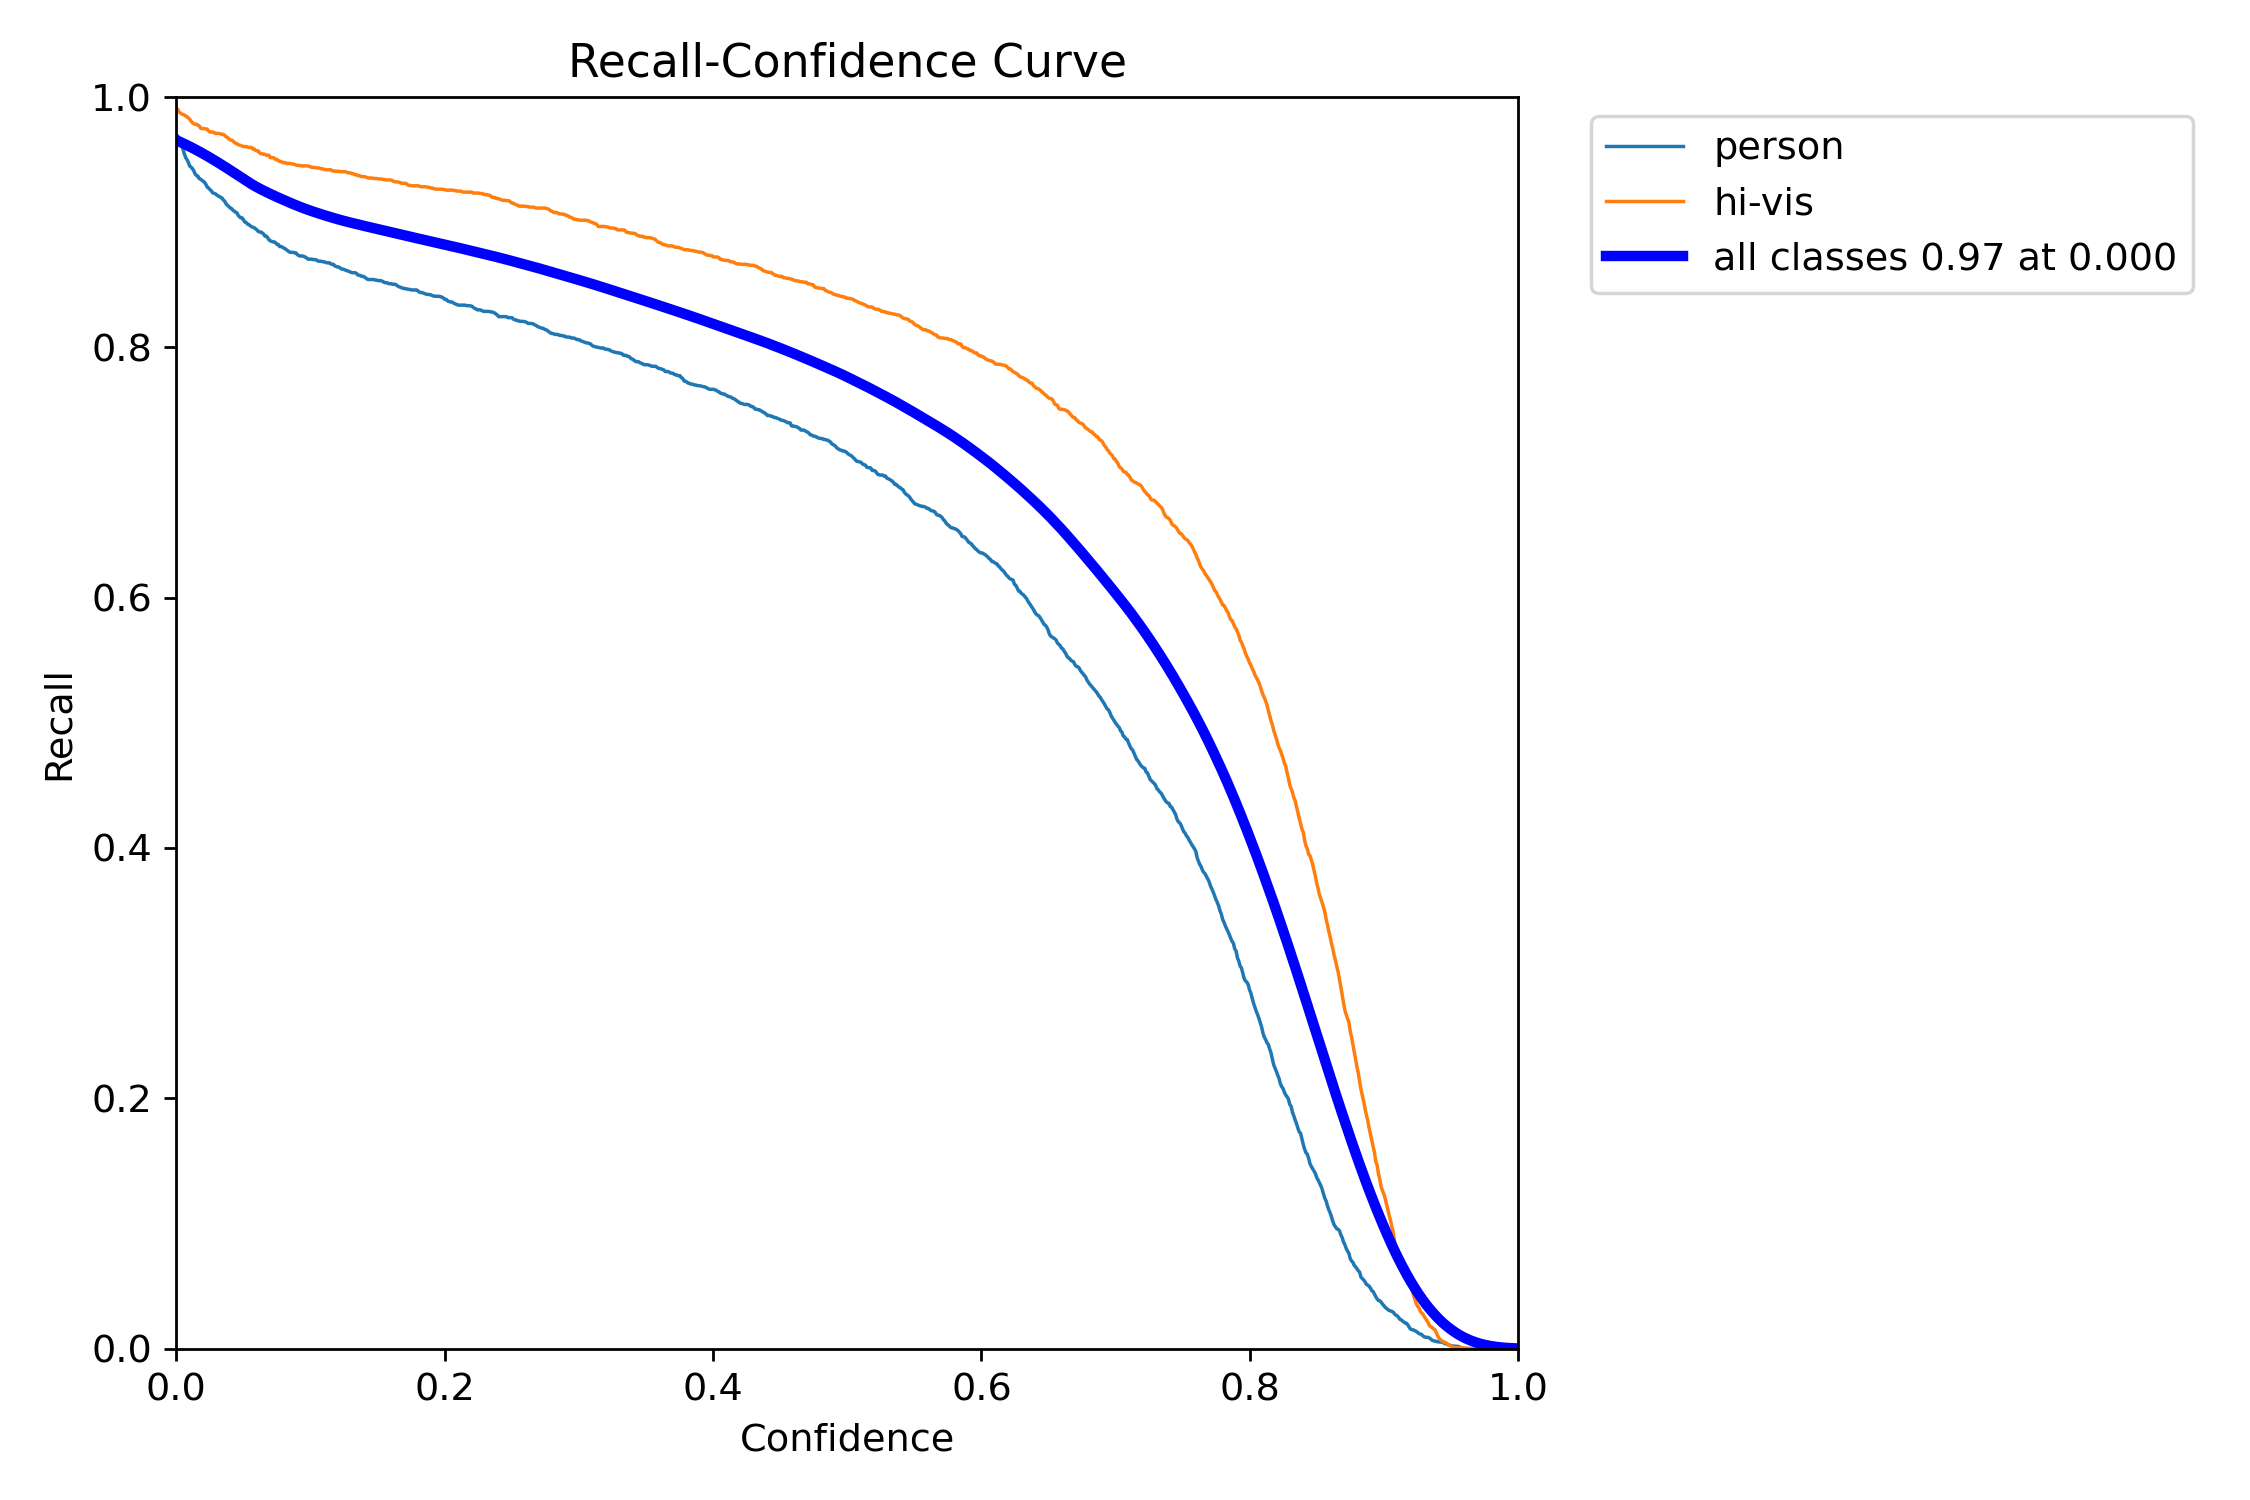 Recall-Confidence Curve
1.0
0.8
0.6
0.4
0.2
0.0
Recall
0.0 0.2 0.4 0.6 0.8 1.0
Confidence
person
hi-vis
all classes 0.97 at 0.000